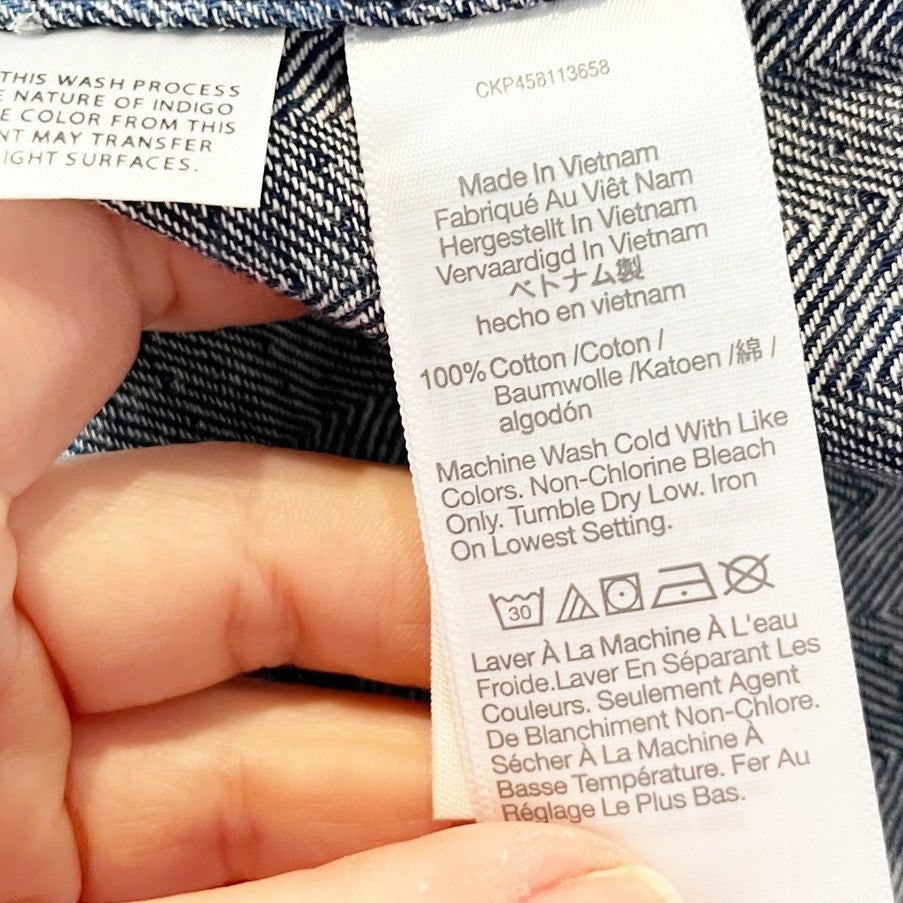 THIS WASH PROCESS
NATURE OF INDIGO
COLOR FROM THIS
MAY TRANSFER
SURFACES.
CKP458113658
Made In Vietnam
Fabriqué Au Viêt Nam
Hergestellt In Vietnam
Vervaardigd In Vietnam
ベトナム製
hecho en vietnam
100% Cotton /Coton /
Baumwolle /Katoen /綿 /
algodón
Machine Wash Cold With Like
Colors. Non-Chlorine Bleach
Only. Tumble Dry Low. Iron
On Lowest Setting.
30
Laver À La Machine À L'eau
Froide.Laver En Séparant Les
Couleurs. Seulement Agent
De Blanchiment Non-Chlore.
Sécher À La Machine À
Basse Température. Fer Au
Réglage Le Plus Bas.